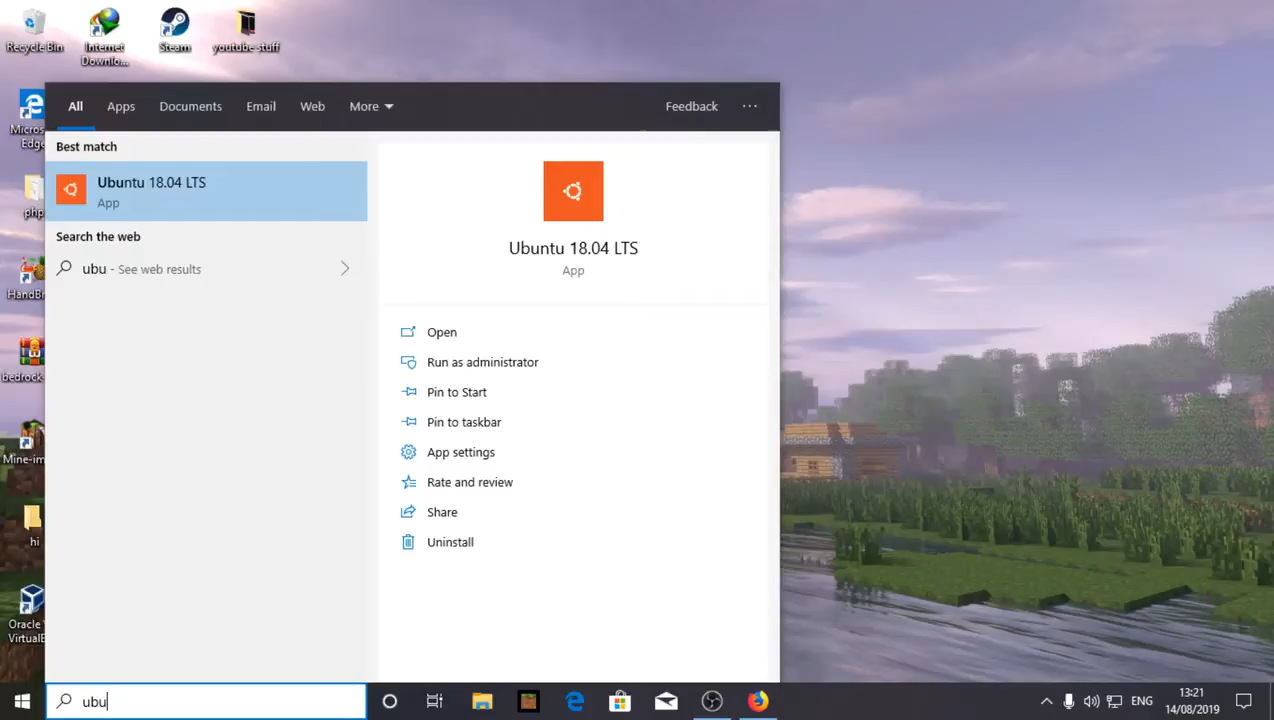 Recycle Bin
Internet
Downlo...
Steam
youtube-stuff
Edge
php
HandBr
bedrock-
Mine-im
hi
Oracle
All
Apps
Documents
Email
Web
More
Feedback
...
Best match
Ubuntu 18.04 LTS
App
Search the web
ubu - See web results
Ubuntu 18.04 LTS
App
Open
Run as administrator
Pin to Start
Pin to taskbar
App settings
Rate and review
Share
Uninstall
ubu
ENG
13:21
14/08/2019